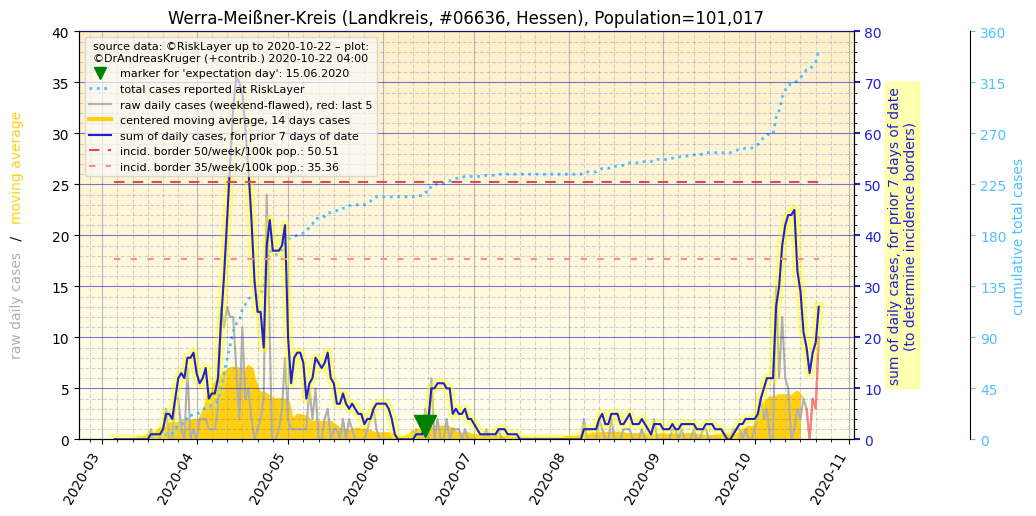 Werra-Meißner-Kreis (Landkreis, #06636, Hessen), Population=101,017
source data: ©RiskLayer up to 2020-10-22 – plot:
©DrAndreasKruger (+contrib.) 2020-10-22 04:00
marker for 'expectation day': 15.06.2020
total cases reported at RiskLayer
raw daily cases (weekend-flawed), red: last 5
centered moving average, 14 days cases
sum of daily cases, for prior 7 days of date
incid. border 50/week/100k pop.: 50.51
incid. border 35/week/100k pop.: 35.36
raw daily cases / moving average
40
35
30
25
20
15
10
5
0
80
70
60
50
40
30
20
10
0
sum of daily cases, for prior 7 days of date
(to determine incidence borders)
360
315
270
225
180
135
90
45
0
cumulative total cases
2020-03
2020-04
2020-05
2020-06
2020-07
2020-08
2020-09
2020-10
2020-11